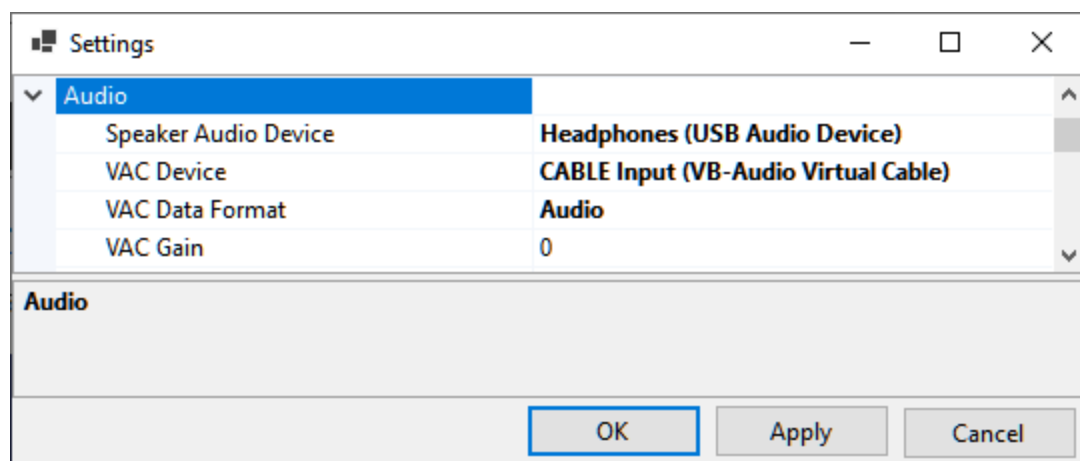 Settings
Audio
Speaker Audio Device Headphones (USB Audio Device)
VAC Device CABLE Input (VB-Audio Virtual Cable)
VAC Data Format Audio
VAC Gain 0
Audio
OK Apply Cancel